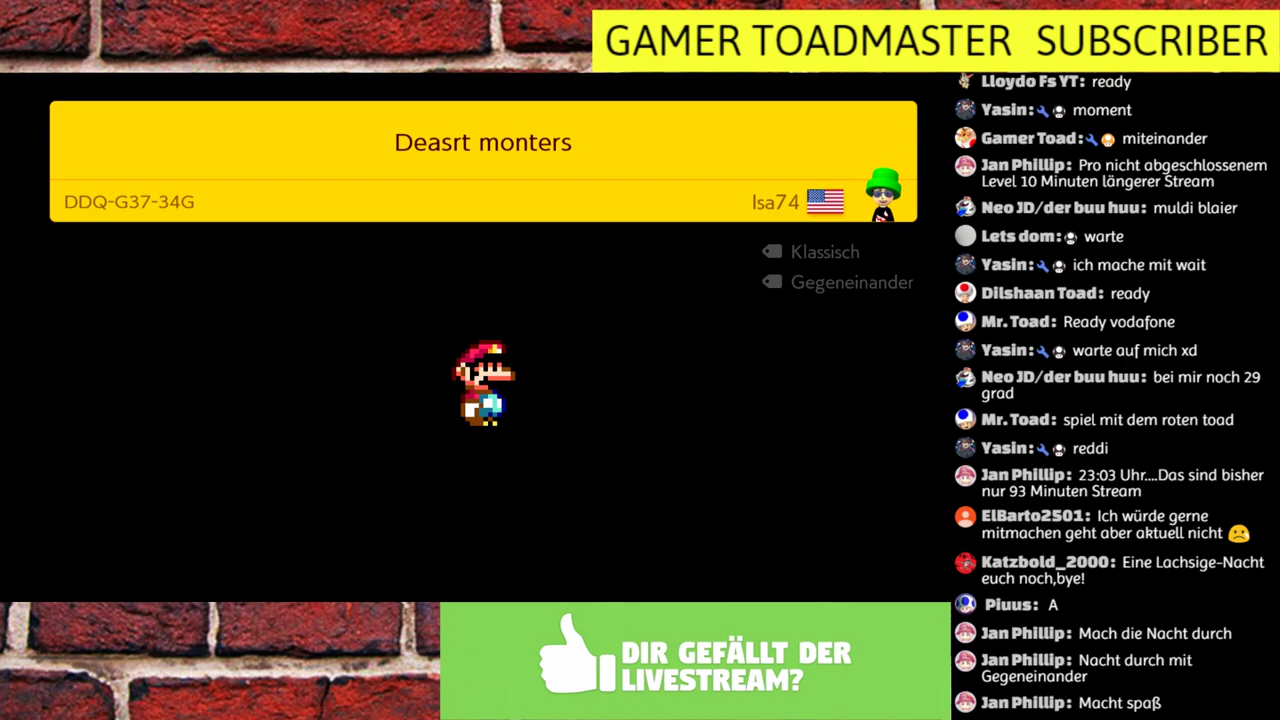 GAMER TOADMASTER SUBSCRIBER
Deasrt monters
DDQ-G37-34G
Isa74
Klassisch
Gegeneinander
Lloydo Fs YT: ready
Yasin: moment
Gamer Toad: miteinander
Jan Phillip: Pro nicht abgeschlossenem
Level 10 Minuten längerer Stream
Neo JD/der buu huu: muldi blaier
Lets dom: warte
Yasin: ich mache mit wait
Dilshaan Toad: ready
Mr. Toad: Ready vodafone
Yasin: warte auf mich xd
Neo JD/der buu huu: bei mir noch 29
grad
Mr. Toad: spiel mit dem roten toad
Yasin: reddi
Jan Phillip: 23:03 Uhr....Das sind bisher
nur 93 Minuten Stream
ElBarto2501: Ich würde gerne
mitmachen geht aber aktuell nicht
Katzbold_2000: Eine Lachsige-Nacht
euch noch,bye!
Piuus: A
Jan Phillip: Mach die Nacht durch
Jan Phillip: Nacht durch mit
Gegeneinander
Jan Phillip: Macht spaß
DIR GEFÄLLT DER
LIVESTREAM?